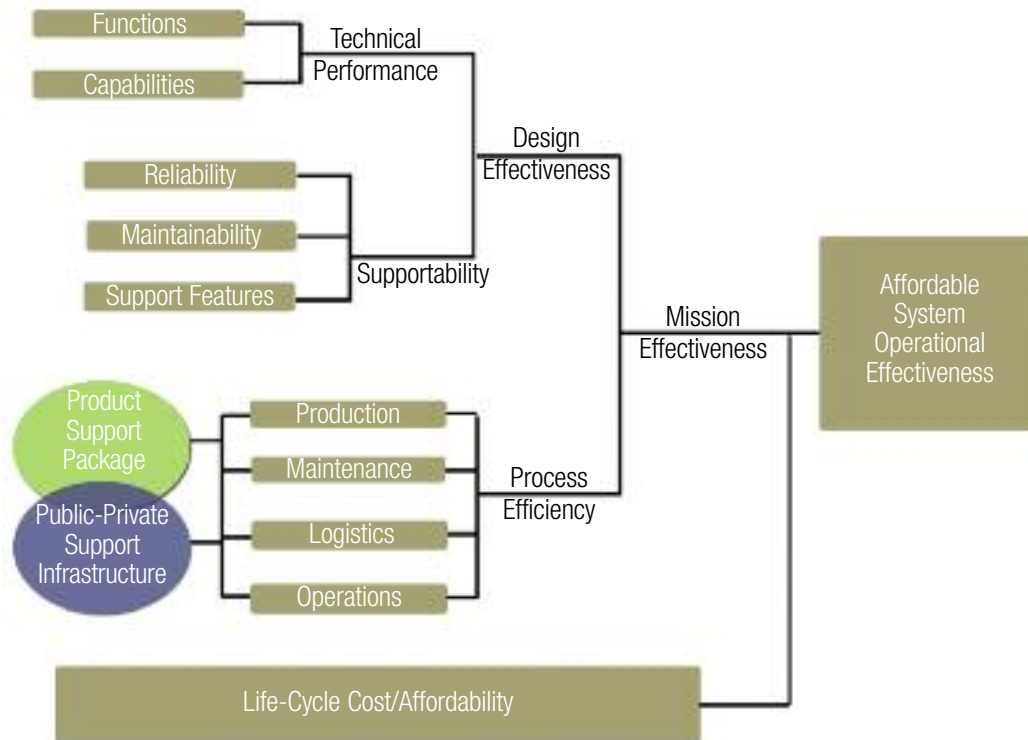 Functions
Capabilities
Technical
Performance
Reliability
Maintainability
Support Features
Supportability
Design
Effectiveness
Product
Support
Package
Public-Private
Support
Infrastructure
Production
Maintenance
Logistics
Operations
Process
Efficiency
Mission
Effectiveness
Affordable
System
Operational
Effectiveness
Life-Cycle Cost/Affordability